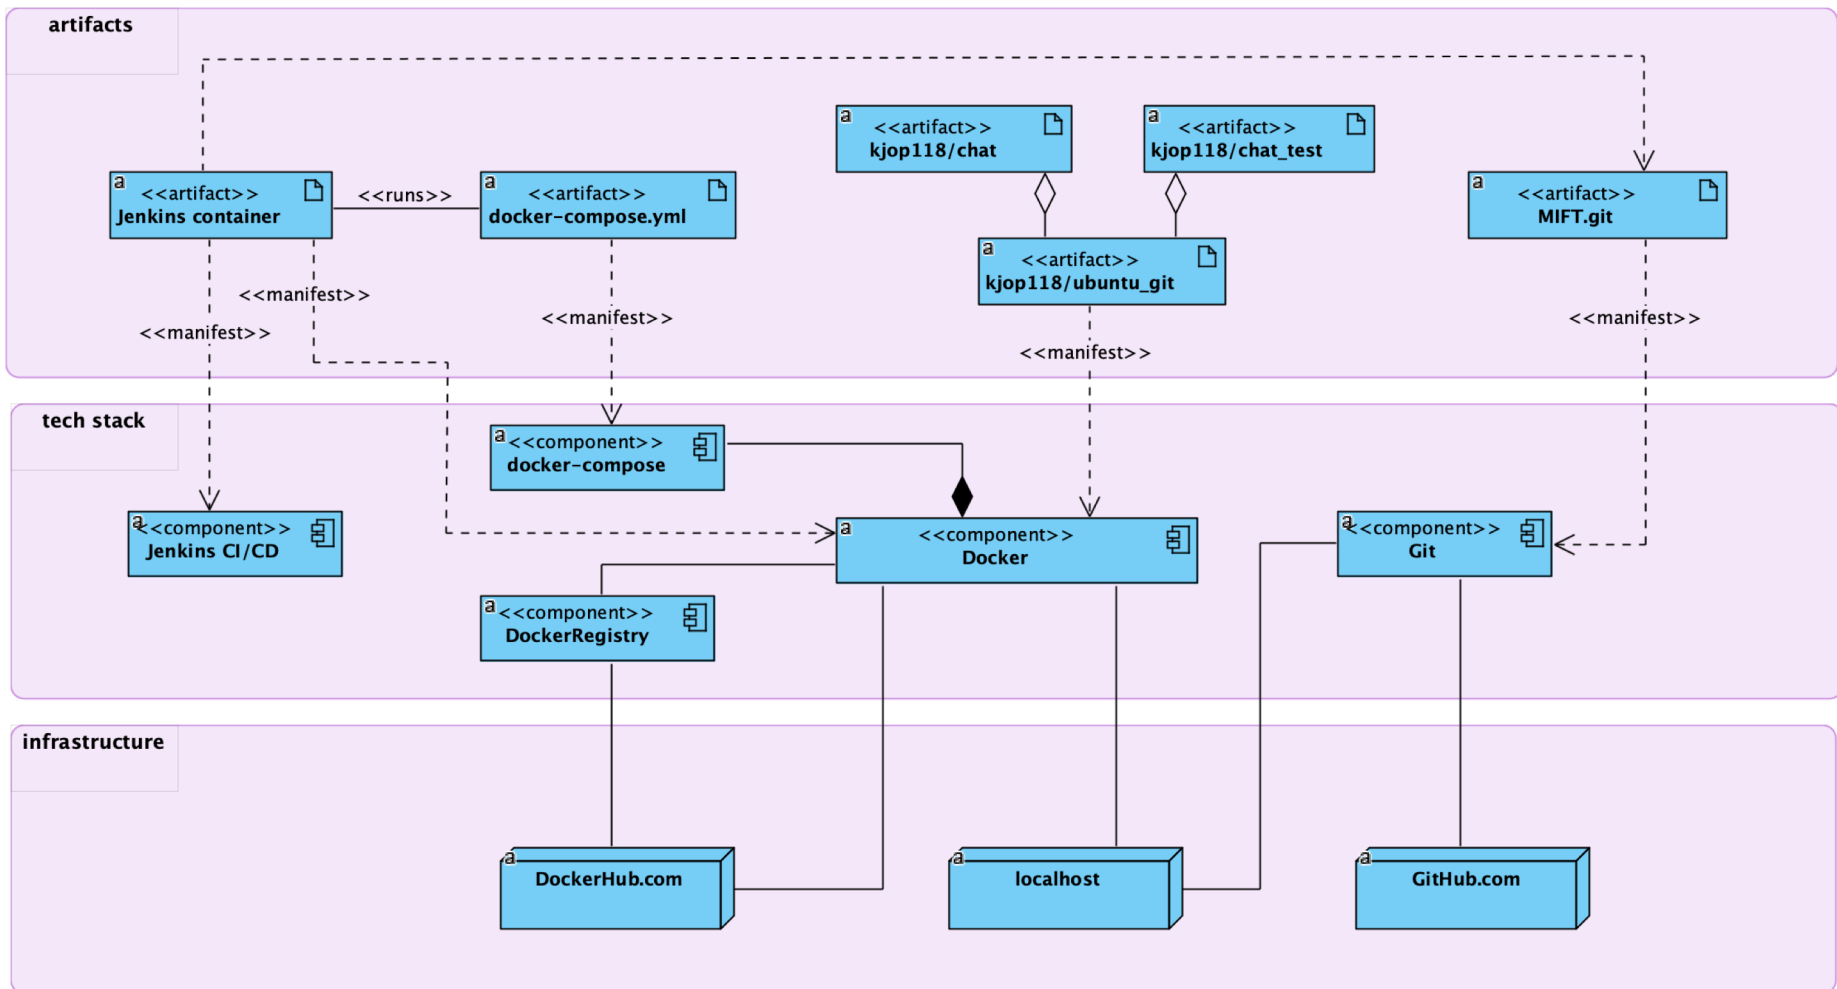 artifacts
a
<<artifact>>
kjop118/chat
a
<<artifact>>
kjop118/chat_test
a
<<artifact>>
Jenkins container
<<runs>>
a
<<artifact>>
docker-compose.yml
a
<<artifact>>
MIFT.git
a
<<artifact>>
kjop118/ubuntu_git
<<manifest>>
<<manifest>>
<<manifest>>
<<manifest>>
<<manifest>>
tech stack
a
<<component>>
docker-compose
a
<<component>>
Jenkins CI/CD
a
<<component>>
Docker
a
<<component>>
Git
a
<<component>>
DockerRegistry
infrastructure
a
DockerHub.com
a
localhost
a
GitHub.com